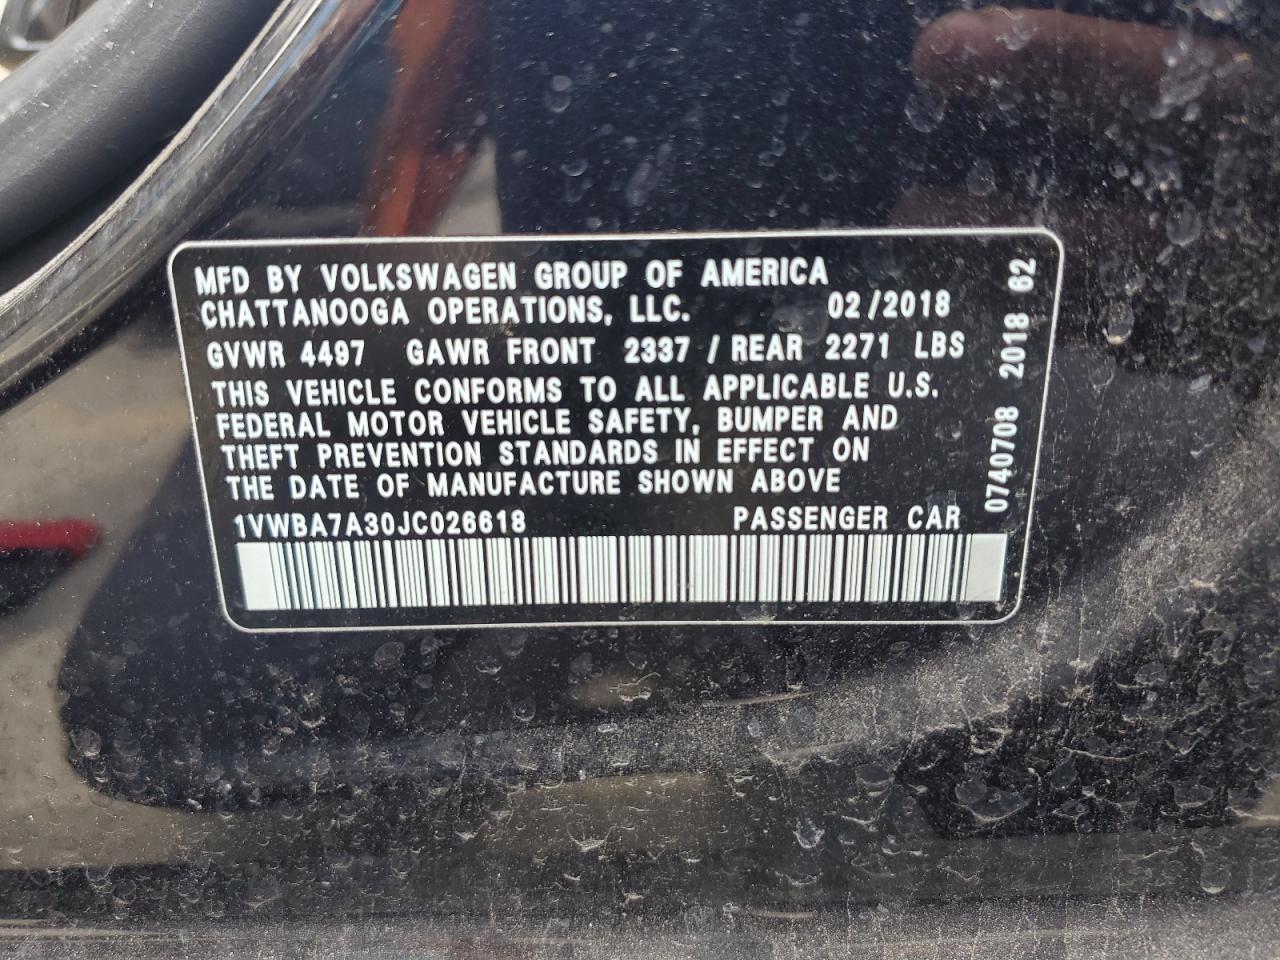 MFD BY VOLKSWAGEN GROUP OF AMERICA
CHATTANOOGA OPERATIONS, LLC. 02/2018
GVWR 4497 GAWR FRONT 2337 / REAR 2271 LBS
THIS VEHICLE CONFORMS TO ALL APPLICABLE U.S.
FEDERAL MOTOR VEHICLE SAFETY, BUMPER AND
THEFT PREVENTION STANDARDS IN EFFECT ON
THE DATE OF MANUFACTURE SHOWN ABOVE
1VWBA7A30JC026618 PASSENGER CAR
0740708 2018 62